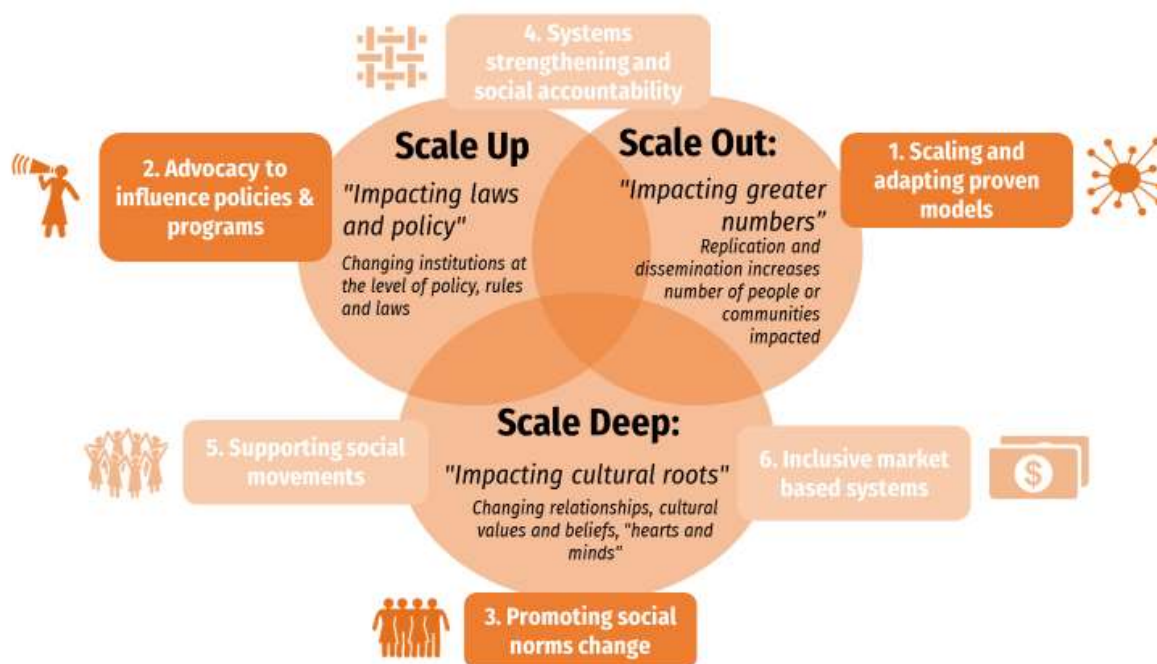 4. Systems
strengthening and
social accountability
Scale Up
"Impacting laws
and policy"
Changing institutions at
the level of policy, rules
and laws
Scale Out:
"Impacting greater
numbers”
Replication and
dissemination increases
number of people or
communities
impacted
2. Advocacy to
influence policies &
programs
1. Scaling and
adapting proven
models
Scale Deep:
"Impacting cultural roots"
Changing relationships, cultural
values and beliefs, "hearts and
minds"
5. Supporting social
movements
6. Inclusive market
based systems
$
3. Promoting social
norms change